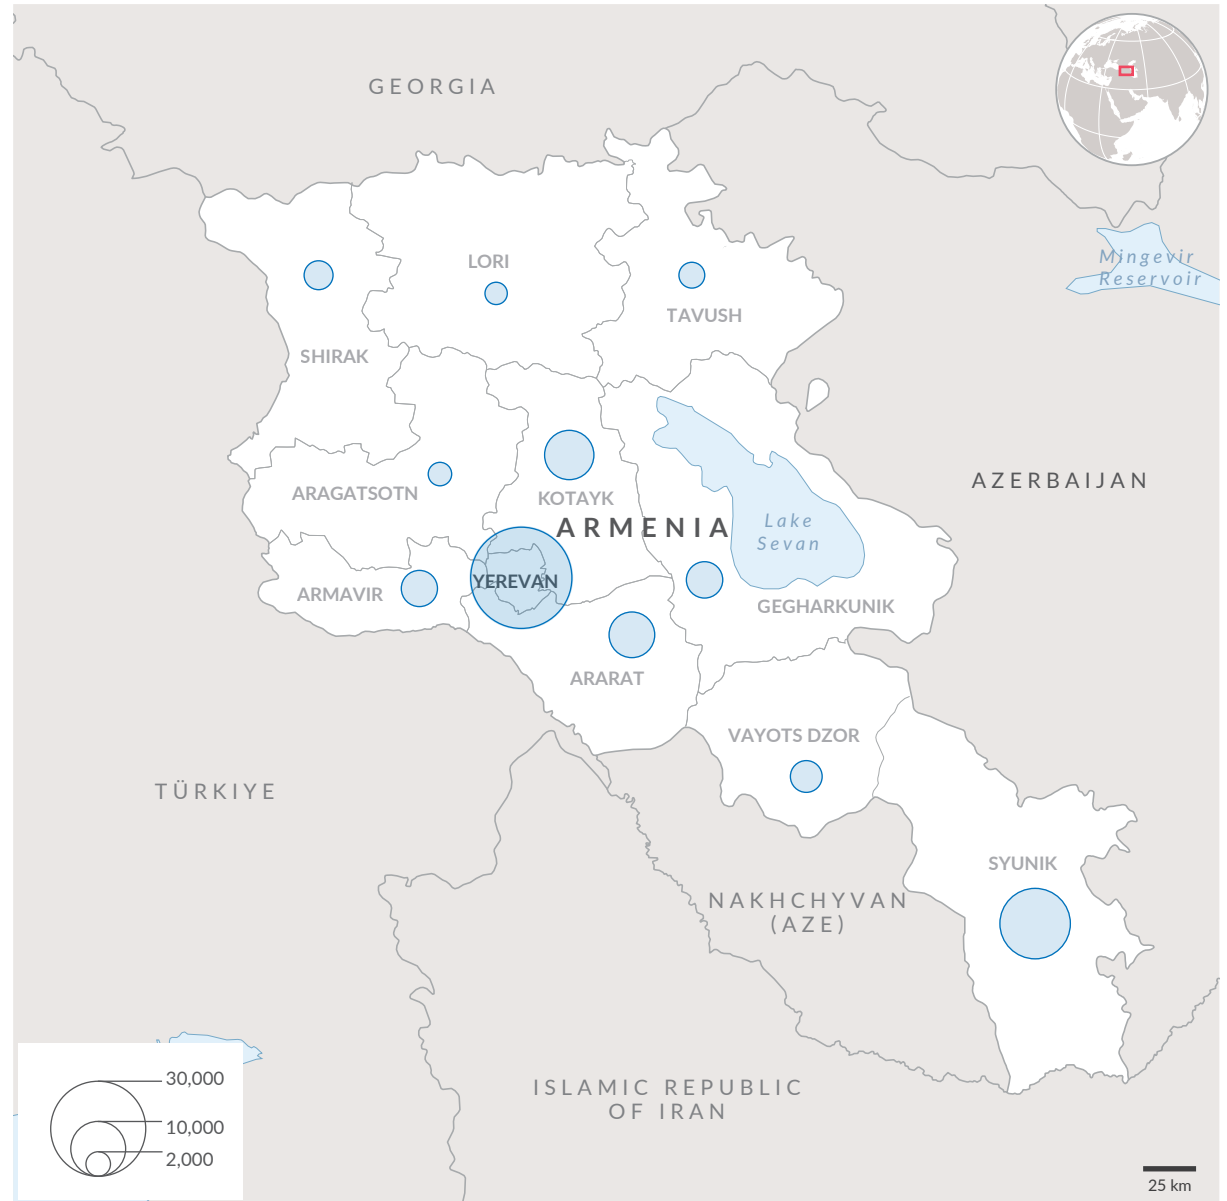 GEORGIA
Mingevir
Reservoir
LORI
TAVUSH
SHIRAK
AZERBAIJAN
ARAGATSOTN
KOTAYK
ARMENIA
Lake
Sevan
YEREVAN
ARMAVIR
GEGHARKUNIK
ARARAT
VAYOTS DZOR
TÜRKIYE
SYUNIK
NAKHCHYVAN
(AZE)
ISLAMIC REPUBLIC
OF IRAN
30,000
10,000
2,000
25 km